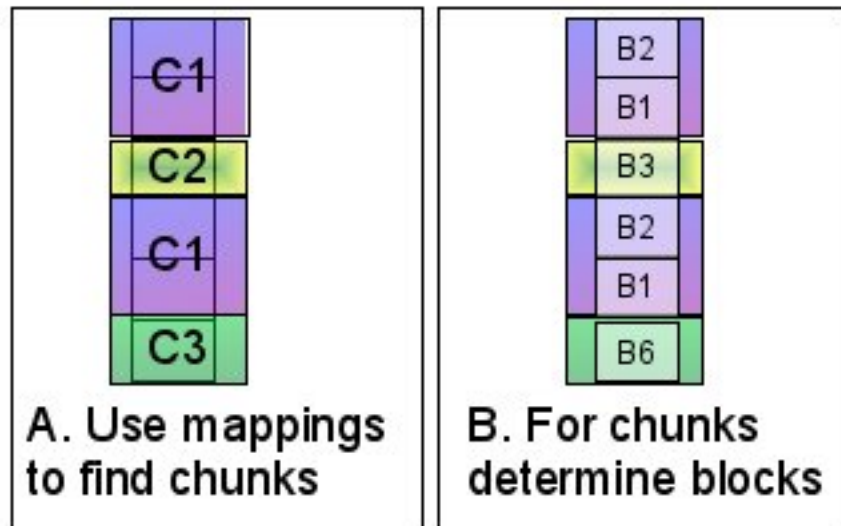 C1
C2
C1
C3
A. Use mappings
to find chunks
B2
B1
B3
B2
B1
B6
B. For chunks
determine blocks